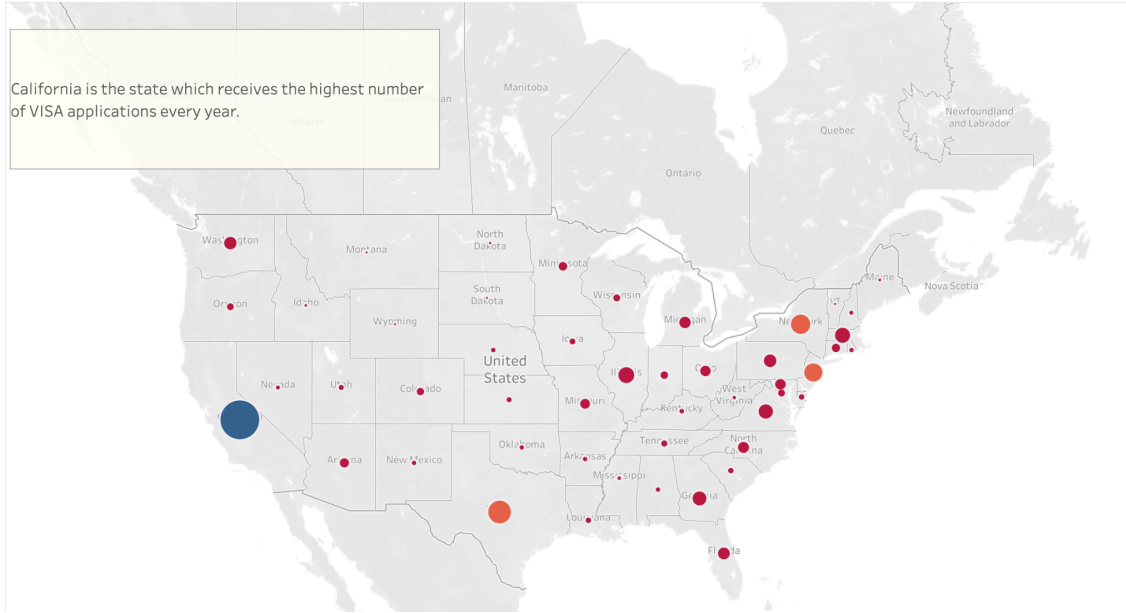 California is the state which receives the highest number
of VISA applications every year.
Alberta
Manitoba
Ontario
Quebec
Newfoundland
and Labrador
Nova Scotia
Maine
VT
Washington
Montana
North
Dakota
Minnesota
South
Dakota
Wisconsin
Michigan
New York
Oregon
Idaho
Wyoming
Iowa
United
States
Nevada
Utah
Colorado
Illinois
Ohio
West
Virginia
Missouri
Kentucky
Arizona
New Mexico
Oklahoma
Arkansas
Tennessee
North
Carolina
Mississippi
Georgia
Louisiana
Florida